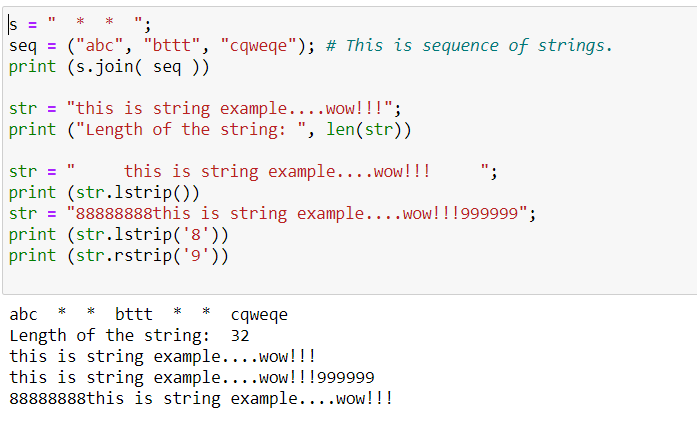 s = "  *  *  ";
seq = ("abc", "bttt", "cqweqe"); # This is sequence of strings.
print (s.join( seq ))
str = "this is string example....wow!!!";
print ("Length of the string: ", len(str))
str = "     this is string example....wow!!!     ";
print (str.lstrip())
str = "88888888this is string example....wow!!!999999";
print (str.lstrip('8'))
print (str.rstrip('9'))
abc  *  *  bttt  *  *  cqweqe
Length of the string:  32
this is string example....wow!!!
this is string example....wow!!!999999
88888888this is string example....wow!!!